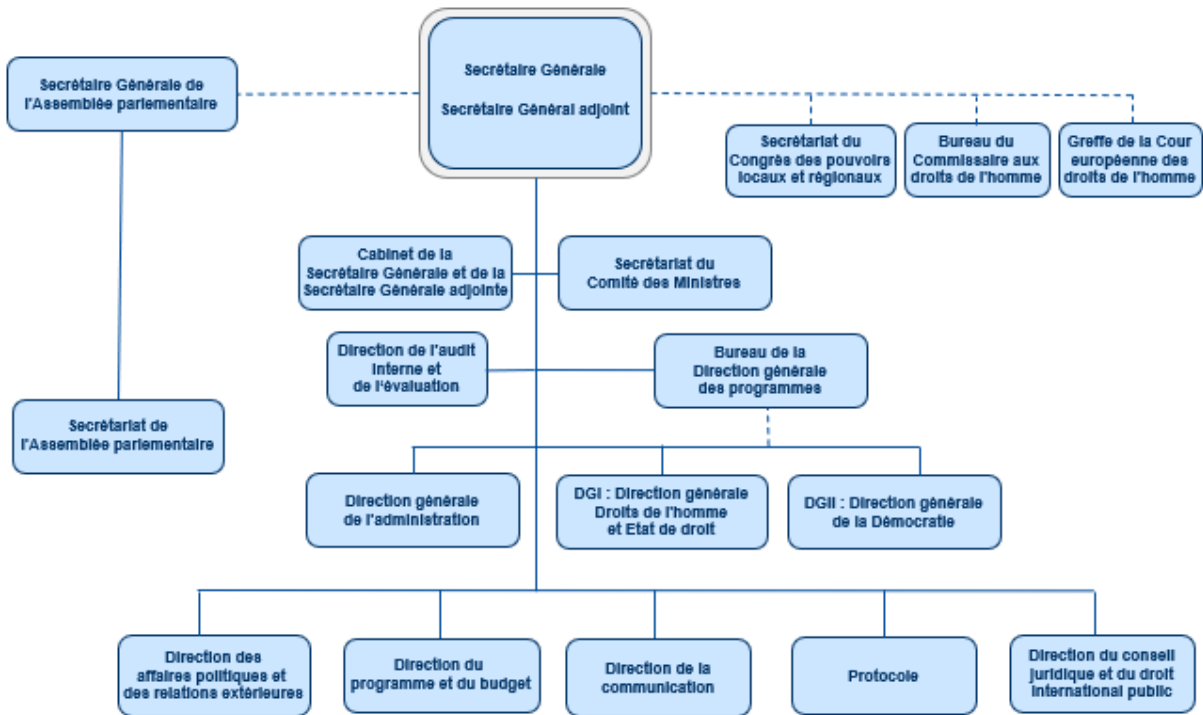 Secrétaire Générale
Secrétaire Général adjoint
Secrétaire Générale de
l'Assemblée parlementaire
Secrétariat du
Congrès des pouvoirs
locaux et régionaux
Bureau du
Commissaire aux
droits de l'homme
Greffe de la Cour
européenne des
droits de l'homme
Cabinet de la
Secrétaire Générale et de la
Secrétaire Générale adjointe
Secrétariat du
Comité des Ministres
Direction de l'audit
interne et
de l'évaluation
Bureau de la
Direction générale
des programmes
Secrétariat de
l'Assemblée parlementaire
Direction générale
de l'administration
DGI : Direction générale
Droits de l'homme
et Etat de droit
DGII : Direction générale
de la Démocratie
Direction des
affaires politiques et
des relations extérieures
Direction du
programme et du budget
Direction de la
communication
Protocole
Direction du conseil
juridique et du droit
international public